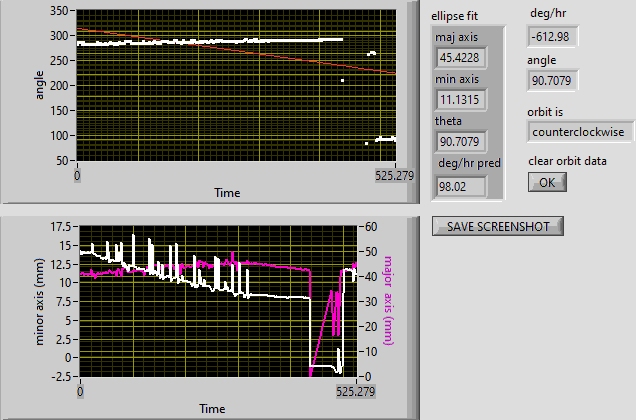 350
300
250
200
150
100
50
angle
0
525.279
Time
ellipse fit
maj axis
45.4228
min axis
11.1315
theta
90.7079
deg/hr pred
98.02
deg/hr
-612.98
angle
90.7079
orbit is
counterclockwise
clear orbit data
OK
SAVE SCREENSHOT
17.5
15
12.5
10
7.5
5
2.5
0
-2.5
minor axis (mm)
60
50
40
30
20
10
0
major axis (mm)
0
525.279
Time